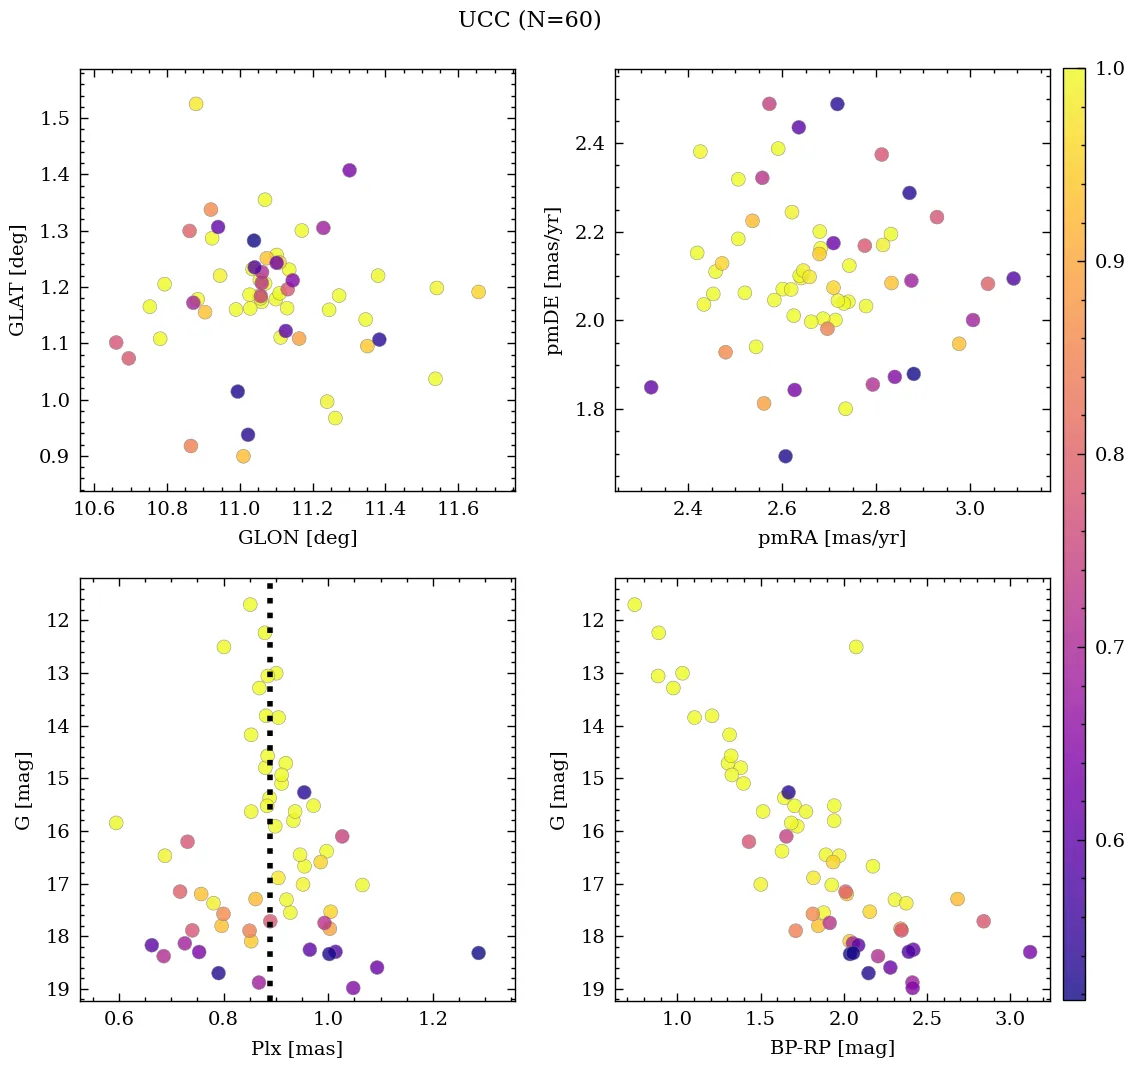 UCC (N=60)
1.5
1.4
1.3
1.2
1.1
1.0
0.9
GLAT [deg]
10.6 10.8 11.0 11.2 11.4 11.6
GLON [deg]
2.4
2.2
2.0
1.8
pmDE [mas/yr]
2.4 2.6 2.8 3.0
pmRA [mas/yr]
12
13
14
15
16
17
18
19
G [mag]
0.6 0.8 1.0 1.2
Plx [mas]
12
13
14
15
16
17
18
19
G [mag]
1.0 1.5 2.0 2.5 3.0
BP-RP [mag]
1.0
0.9
0.8
0.7
0.6